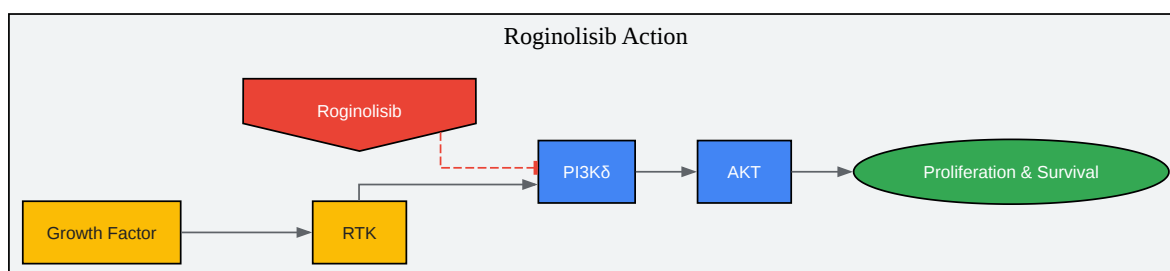 Roginolisib Action
Roginolisib
PI3Kδ
AKT
Proliferation & Survival
Growth Factor
RTK